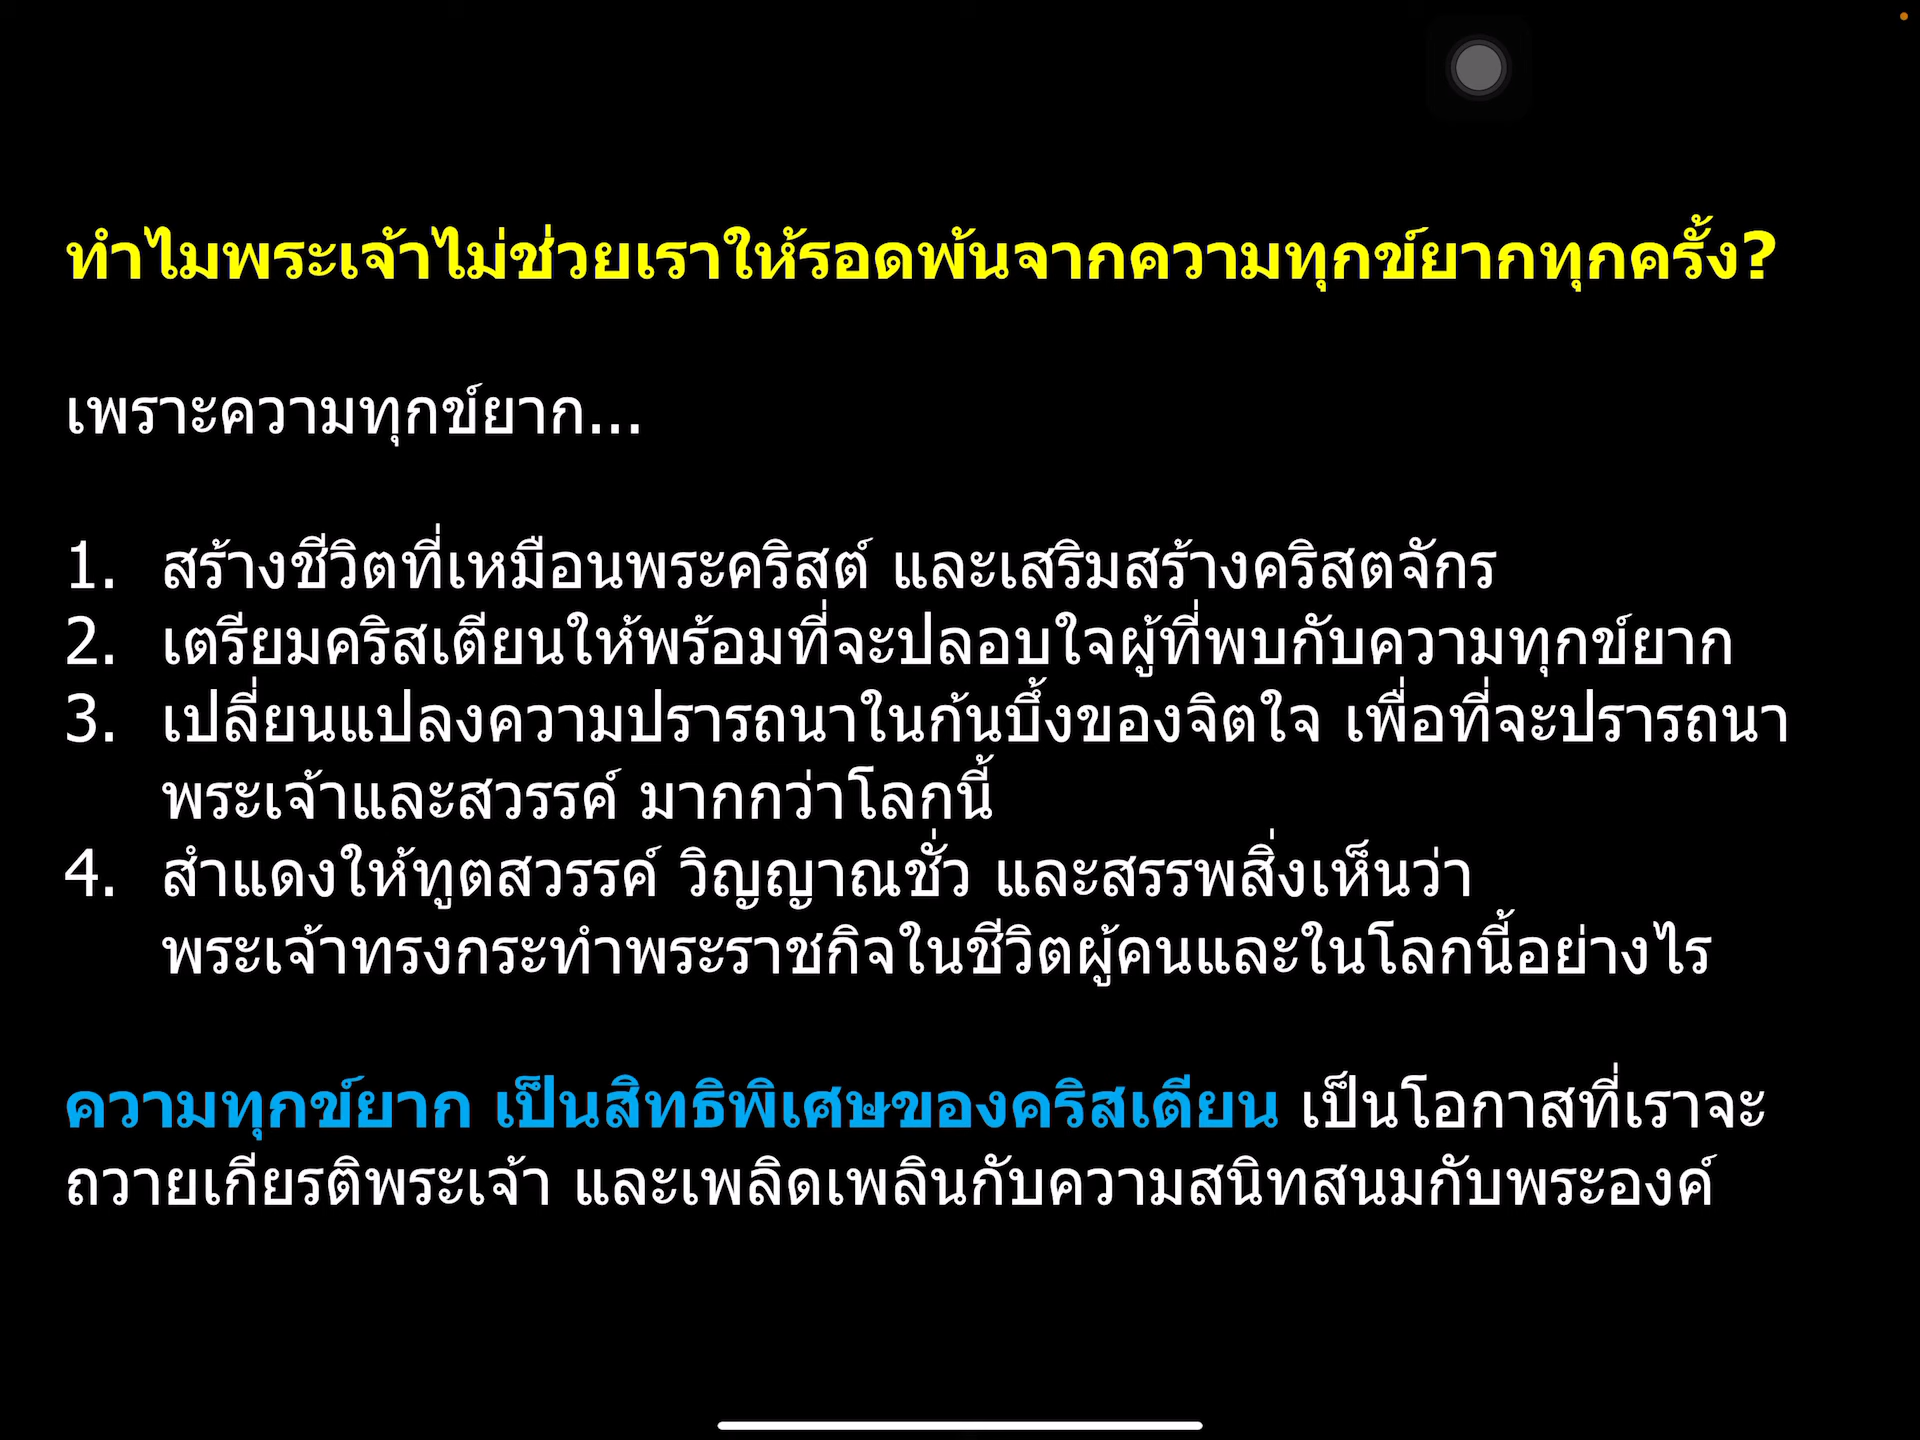 ทำไมพระเจ้าไม่ช่วยเราให้รอดพ้นจากความทุกข์ยากทุกครั้ง?
เพราะความทุกข์ยาก...
1. สร้างชีวิตที่เหมือนพระคริสต์ และเสริมสร้างคริสตจักร
2. เตรียมคริสเตียนให้พร้อมที่จะปลอบใจผู้ที่พบกับความทุกข์ยาก
3. เปลี่ยนแปลงความปรารถนาในก้นบึ้งของจิตใจ เพื่อที่จะปรารถนา
พระเจ้าและสวรรค์ มากกว่าโลกนี้
4. สำแดงให้ทูตสวรรค์ วิญญาณชั่ว และสรรพสิ่งเห็นว่า
พระเจ้าทรงกระทำพระราชกิจในชีวิตผู้คนและในโลกนี้อย่างไร
ความทุกข์ยาก เป็นสิทธิพิเศษของคริสเตียน เป็นโอกาสที่เราจะ
ถวายเกียรติพระเจ้า และเพลิดเพลินกับความสนิทสนมกับพระองค์